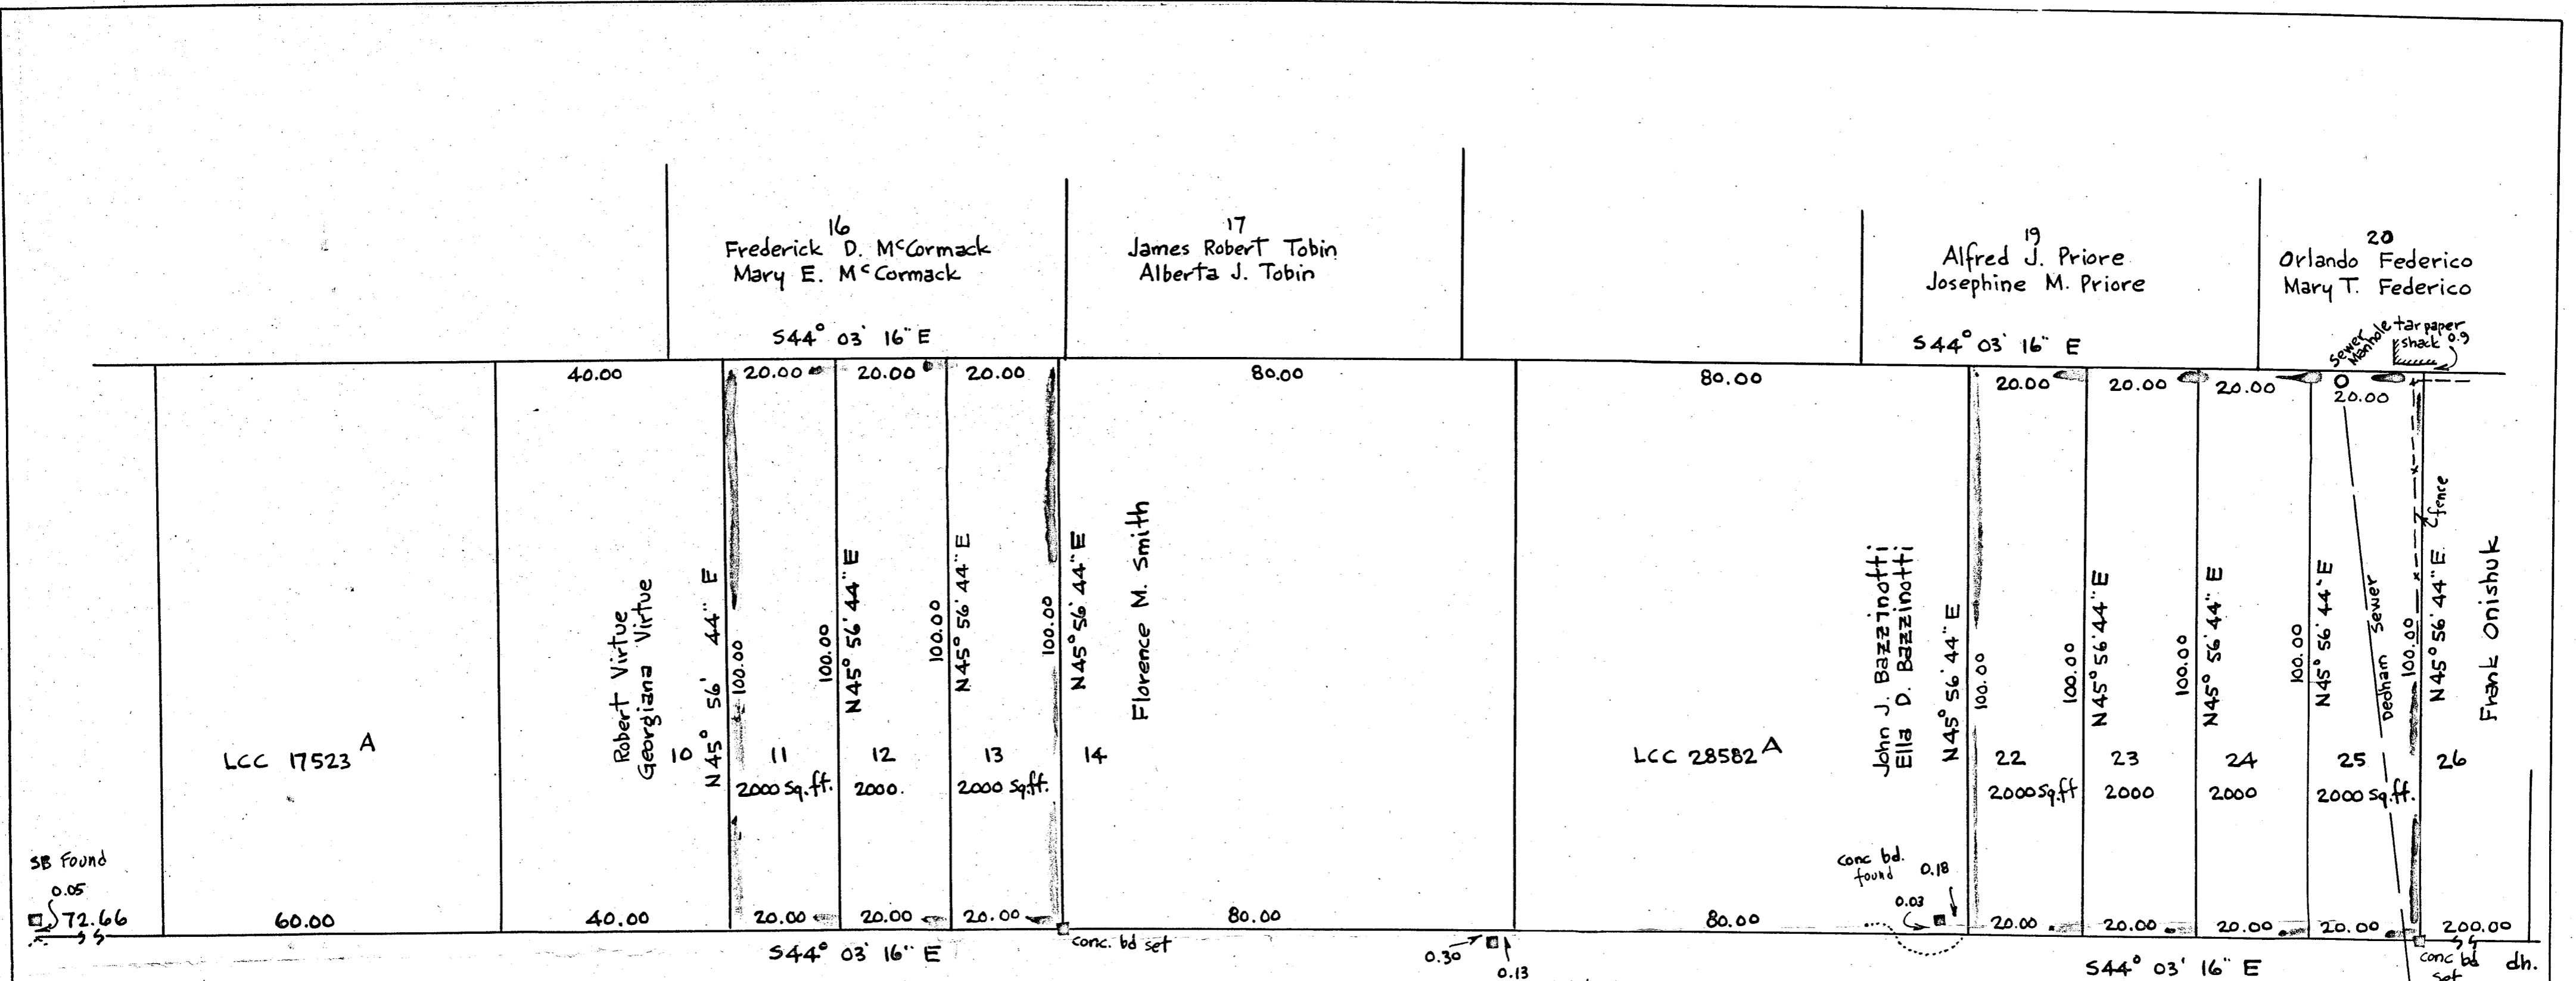 16
Frederick D. McCormack
Mary E. McCormack
17
James Robert Tobin
Alberta J. Tobin
19
Alfred J. Priore
Josephine M. Priore
20
Orlando Federico
Mary T. Federico
S44° 03' 16" E
S44° 03' 16" E
Sewer
Manhole
tar paper
shack 0.9
40.00
20.00
20.00
20.00
80.00
80.00
20.00
20.00
20.00
20.00
LCC 17523 A
Robert Virtue
Georgiana Virtue
10
N45° 56' 44" E
100.00
11
2000 Sq.ft.
100.00
N45° 56' 44" E
12
2000.
100.00
N45° 56' 44" E
13
2000 Sq.ft.
100.00
N45° 56' 44" E
14
Florence M. Smith
LCC 28582 A
John J. Bazzinotti
Ella D. Bazzinotti
N45° 56' 44" E
100.00
22
2000 Sq.ft
100.00
N45° 56' 44" E
23
2000
100.00
N45° 56' 44" E
24
2000
100.00
N45° 56' 44" E
25
2000 Sq.ft.
Dedham Sewer
100.00
N45° 56' 44" E
fence
26
Frank Onishuk
SB Found
0.05
72.66
60.00
40.00
20.00
20.00
20.00
conc. bd set
80.00
0.30
0.13
80.00
conc bd.
found
0.18
0.03
20.00
20.00
20.00
20.00
200.00
S44° 03' 16" E
S44° 03' 16" E
conc bd
set
dh.